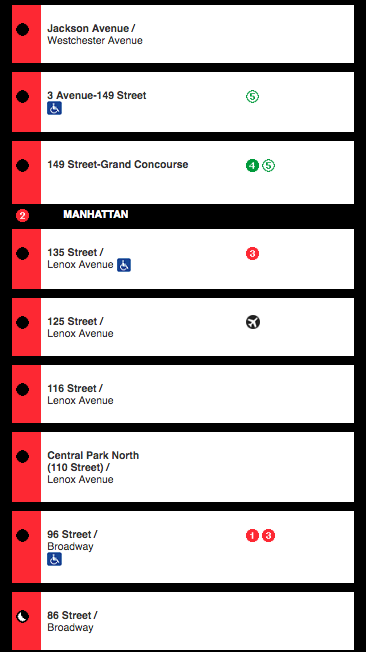 Jackson Avenue /
Westchester Avenue
3 Avenue-149 Street 5
149 Street-Grand Concourse 4 5
2 MANHATTAN
135 Street / 3
Lenox Avenue
125 Street /
Lenox Avenue
116 Street /
Lenox Avenue
Central Park North
(110 Street) /
Lenox Avenue
96 Street / 1 3
Broadway
86 Street /
Broadway